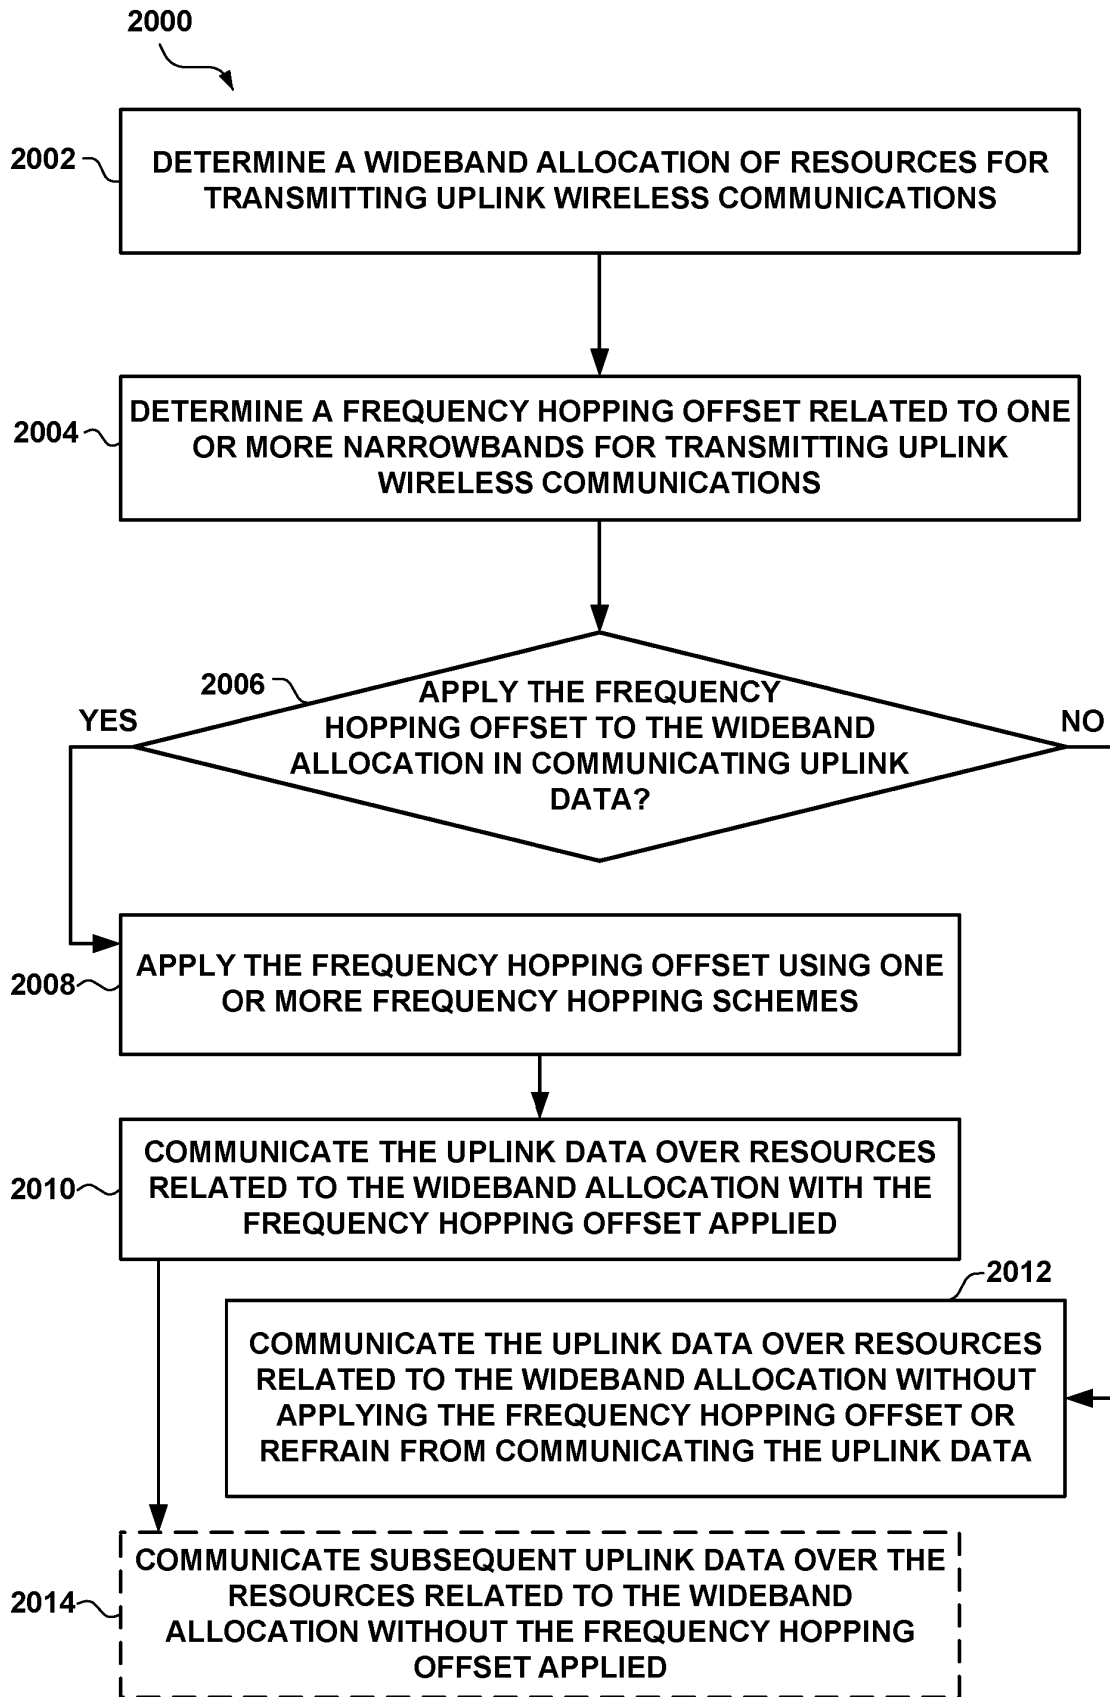 2000
2002
DETERMINE A WIDEBAND ALLOCATION OF RESOURCES FOR
TRANSMITTING UPLINK WIRELESS COMMUNICATIONS
2004
DETERMINE A FREQUENCY HOPPING OFFSET RELATED TO ONE
OR MORE NARROWBANDS FOR TRANSMITTING UPLINK
WIRELESS COMMUNICATIONS
2006
APPLY THE FREQUENCY
HOPPING OFFSET TO THE WIDEBAND
ALLOCATION IN COMMUNICATING UPLINK
DATA?
YES
NO
2008
APPLY THE FREQUENCY HOPPING OFFSET USING ONE
OR MORE FREQUENCY HOPPING SCHEMES
2010
COMMUNICATE THE UPLINK DATA OVER RESOURCES
RELATED TO THE WIDEBAND ALLOCATION WITH THE
FREQUENCY HOPPING OFFSET APPLIED
2012
COMMUNICATE THE UPLINK DATA OVER RESOURCES
RELATED TO THE WIDEBAND ALLOCATION WITHOUT
APPLYING THE FREQUENCY HOPPING OFFSET OR
REFRAIN FROM COMMUNICATING THE UPLINK DATA
2014
COMMUNICATE SUBSEQUENT UPLINK DATA OVER THE
RESOURCES RELATED TO THE WIDEBAND
ALLOCATION WITHOUT THE FREQUENCY HOPPING
OFFSET APPLIED